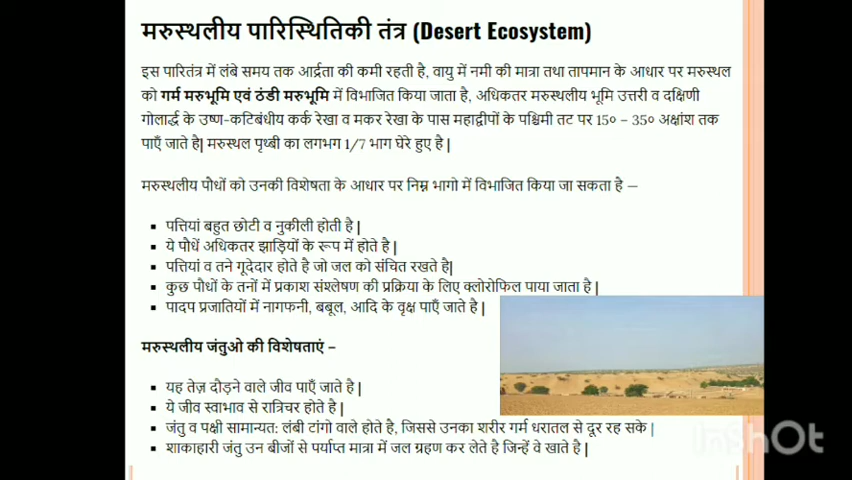 मरुस्थलीय पारिस्थितिकी तंत्र (Desert Ecosystem)
इस पारितंत्र में लंबे समय तक आर्द्रता की कमी रहती है, वायु में नमी की मात्रा तथा तापमान के आधार पर मरुस्थल
को गर्म मरुभूमि एवं ठंडी मरुभूमि में विभाजित किया जाता है, अधिकतर मरुस्थलीय भूमि उत्तरी व दक्षिणी
गोलार्द्ध के उष्ण-कटिबंधीय कर्क रेखा व मकर रेखा के पास महाद्वीपों के पश्चिमी तट पर 15० – 35० अक्षांश तक
पाएँ जाते है| मरुस्थल पृथ्बी का लगभग 1/7 भाग घेरे हुए है |
मरुस्थलीय पौधों को उनकी विशेषता के आधार पर निम्न भागो में विभाजित किया जा सकता है —
▪ पत्तियां बहुत छोटी व नुकीली होती है |
▪ ये पौधें अधिकतर झाड़ियों के रूप में होते है |
▪ पत्तियां व तने गूदेदार होते है जो जल को संचित रखते है|
▪ कुछ पौधों के तनों में प्रकाश संश्लेषण की प्रक्रिया के लिए क्लोरोफिल पाया जाता है |
▪ पादप प्रजातियों में नागफनी, बबूल, आदि के वृक्ष पाएँ जाते है |
मरुस्थलीय जंतुओ की विशेषताएं –
▪ यह तेज़ दौड़ने वाले जीव पाएँ जाते है |
▪ ये जीव स्वाभाव से रात्रिचर होते है |
▪ जंतु व पक्षी सामान्यत: लंबी टांगो वाले होते है, जिससे उनका शरीर गर्म धरातल से दूर रह सके |
▪ शाकाहारी जंतु उन बीजों से पर्याप्त मात्रा में जल ग्रहण कर लेते है जिन्हें वे खाते है |
InShOt